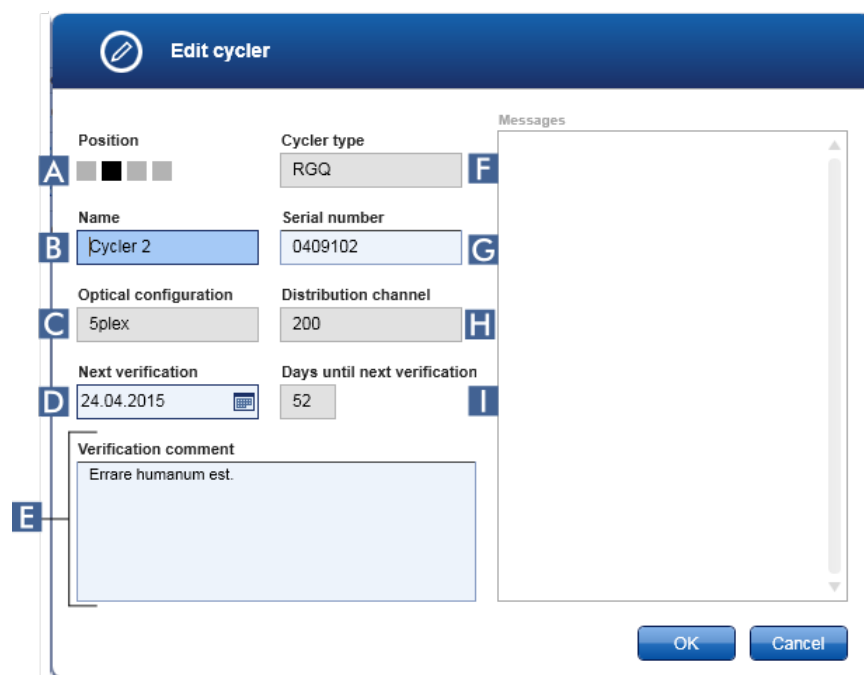 Edit cycler
Messages
Position
Cycler type
A
RGQ
F
Name
Serial number
B
Cycler 2
0409102
G
Optical configuration
Distribution channel
C
5plex
200
H
Next verification
Days until next verification
D
24.04.2015
52
I
Verification comment
Errare humanum est.
E
OK
Cancel